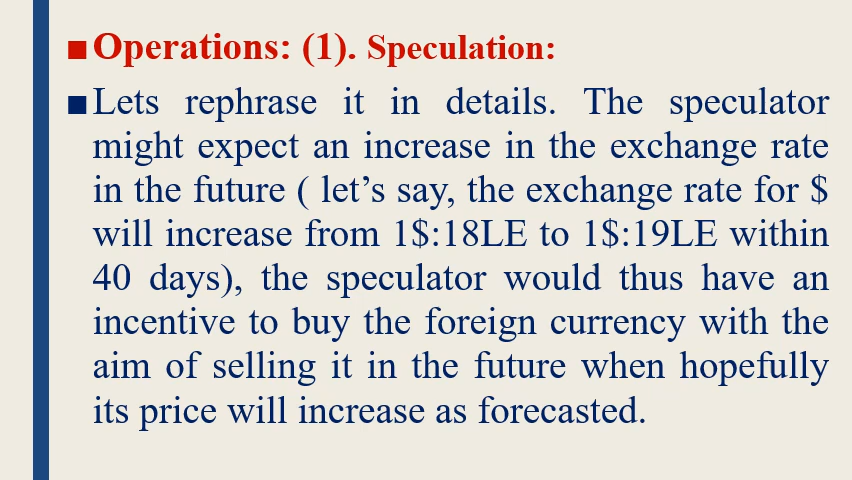 ■Operations: (1). Speculation:
■Lets rephrase it in details. The speculator
might expect an increase in the exchange rate
in the future ( let’s say, the exchange rate for $
will increase from 1$:18LE to 1$:19LE within
40 days), the speculator would thus have an
incentive to buy the foreign currency with the
aim of selling it in the future when hopefully
its price will increase as forecasted.